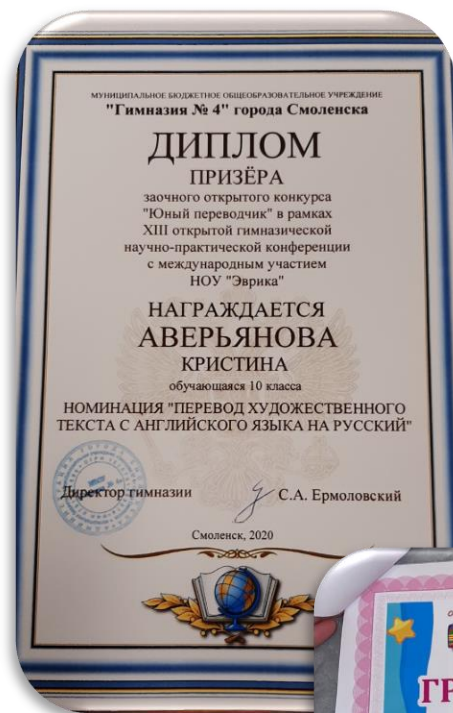 МУНИЦИПАЛЬНОЕ БЮДЖЕТНОЕ ОБЩЕОБРАЗОВАТЕЛЬНОЕ УЧРЕЖДЕНИЕ
"Гимназия № 4" города Смоленска
ДИПЛОМ
ПРИЗЁРА
заочного открытого конкурса
"Юный переводчик" в рамках
XIII открытой гимназической
научно-практической конференции
с международным участием
НОУ "Эврика"
НАГРАЖДАЕТСЯ
АВЕРЬЯНОВА
КРИСТИНА
обучающаяся 10 класса
НОМИНАЦИЯ "ПЕРЕВОД ХУДОЖЕСТВЕННОГО
ТЕКСТА С АНГЛИЙСКОГО ЯЗЫКА НА РУССКИЙ"
Директор гимназии С.А. Ермоловский
Смоленск, 2020